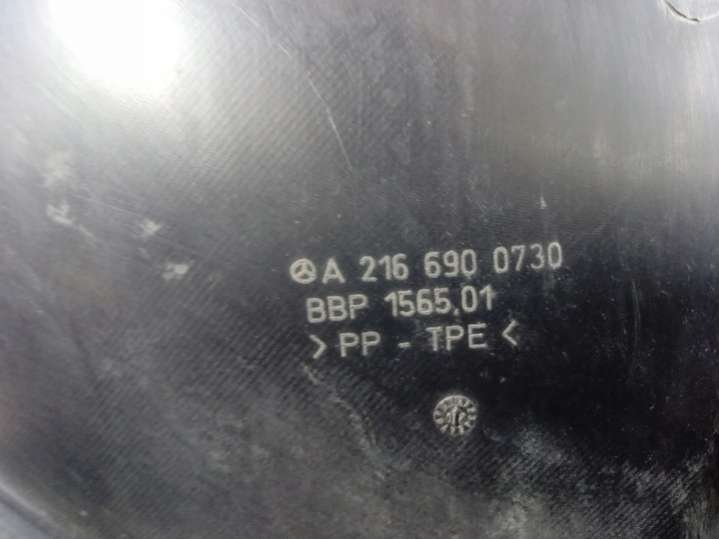 A 216 690 0730
BBP 1565.01
>PP - TPE<